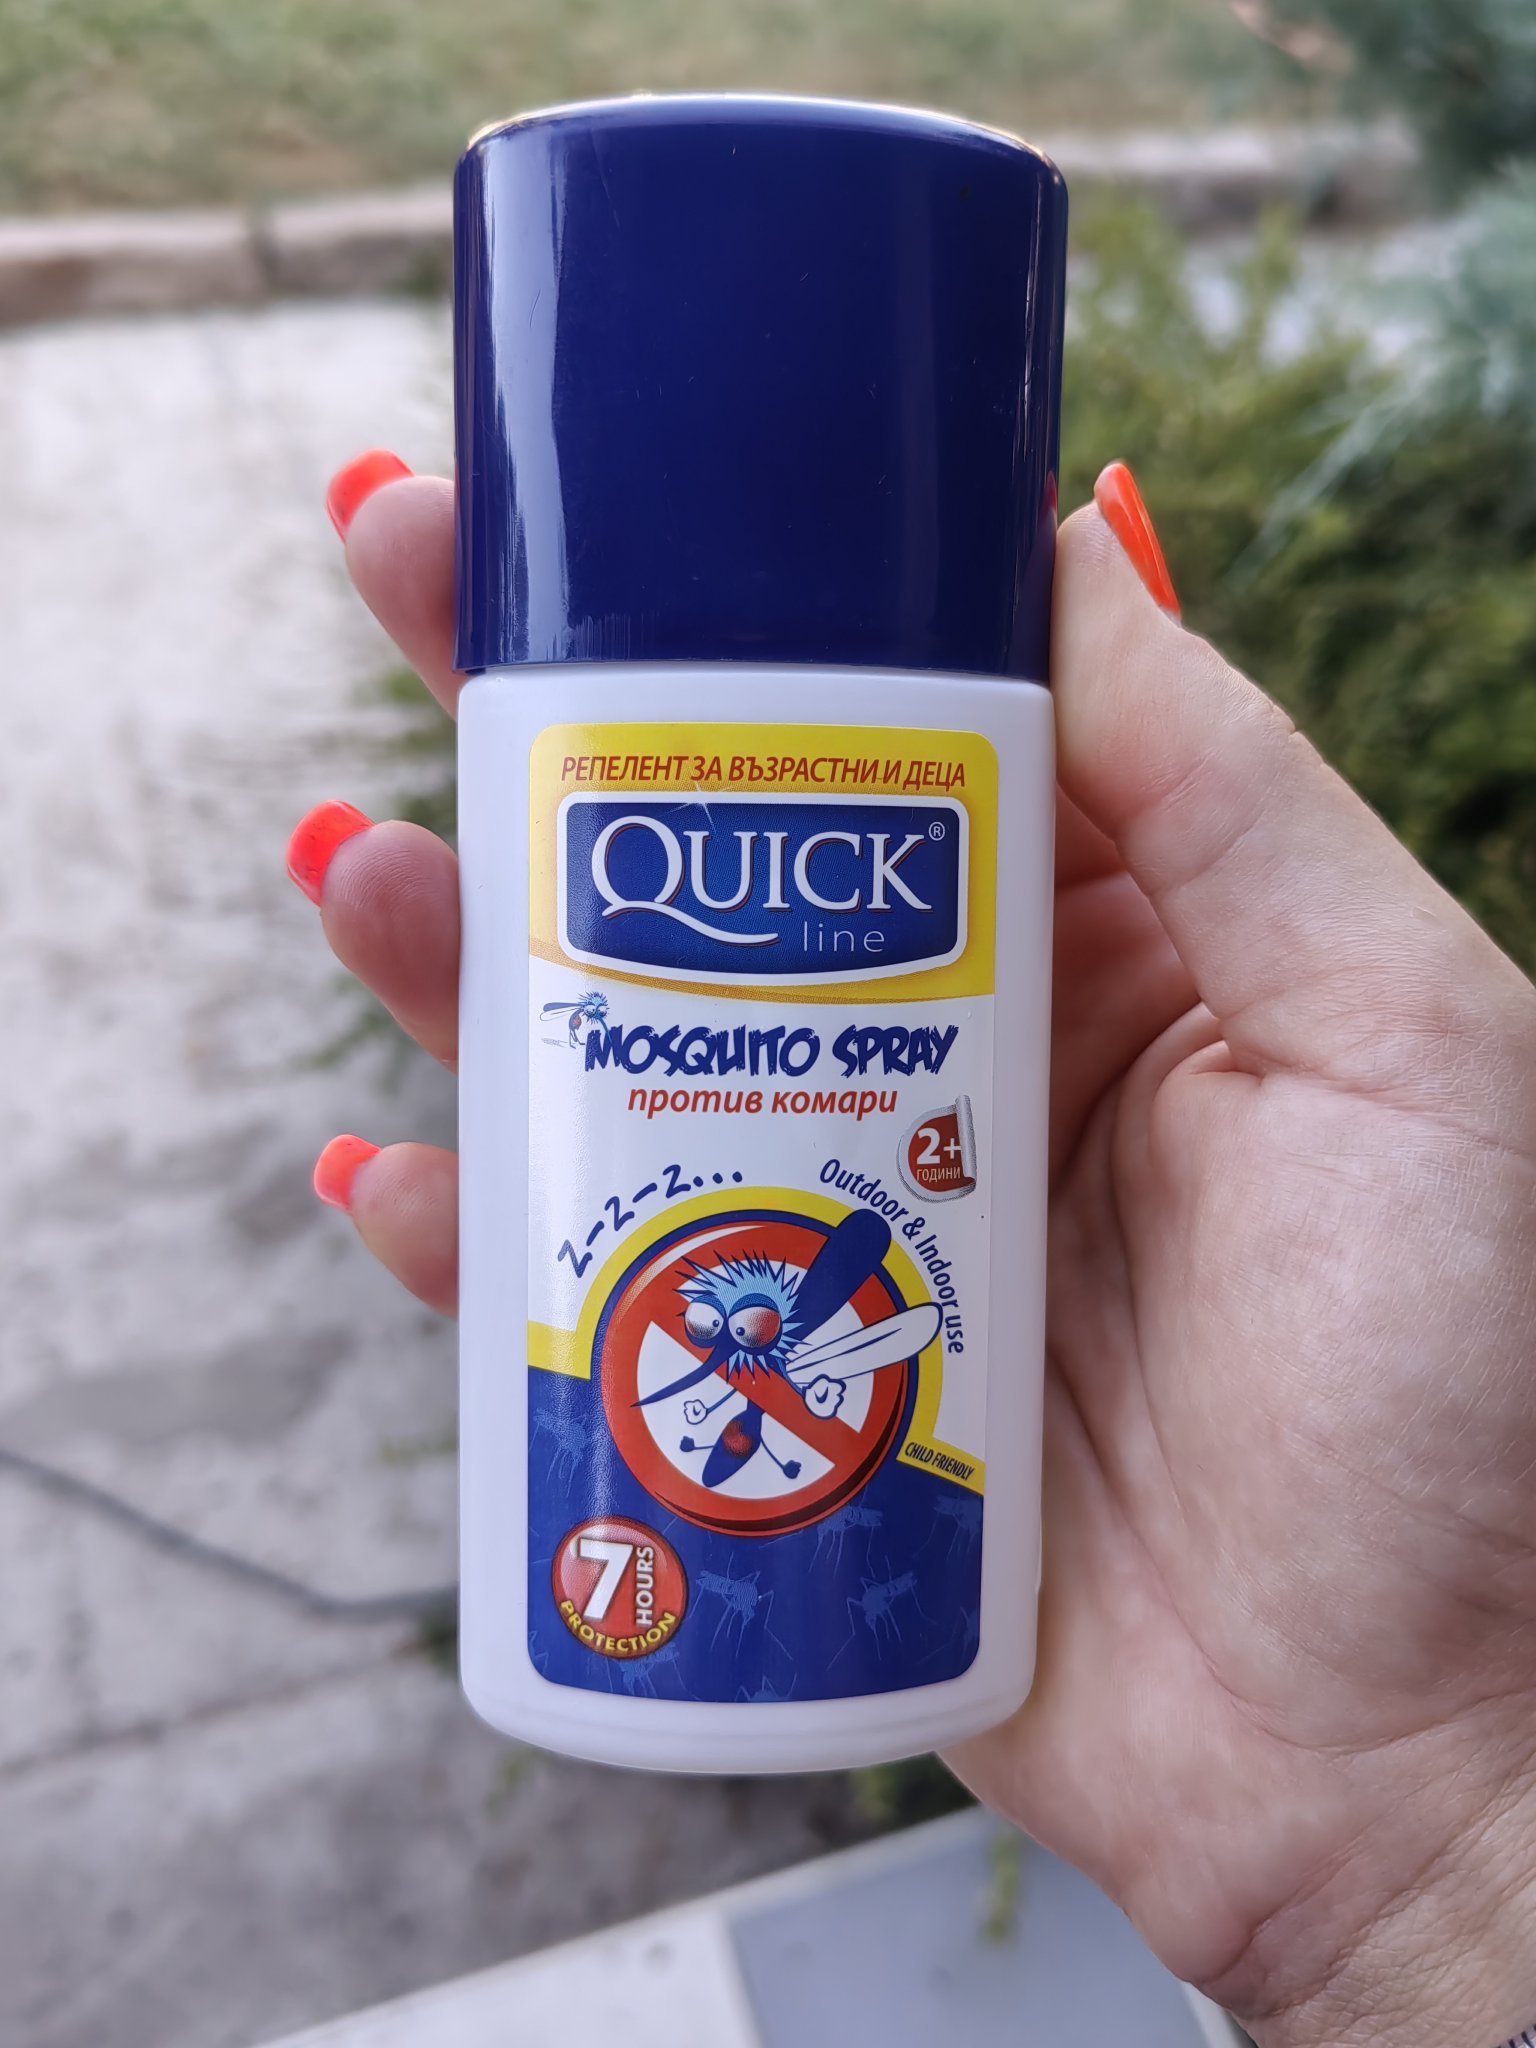 РЕПЕЛЕНТ ЗА ВЪЗРАСТНИ И ДЕЦА
QUICK®
line
MOSQUITO SPRAY
против комари
2+
ГОДИНИ
z-z-z...
Outdoor & Indoor use
CHILD FRIENDLY
7 HOURS
PROTECTION